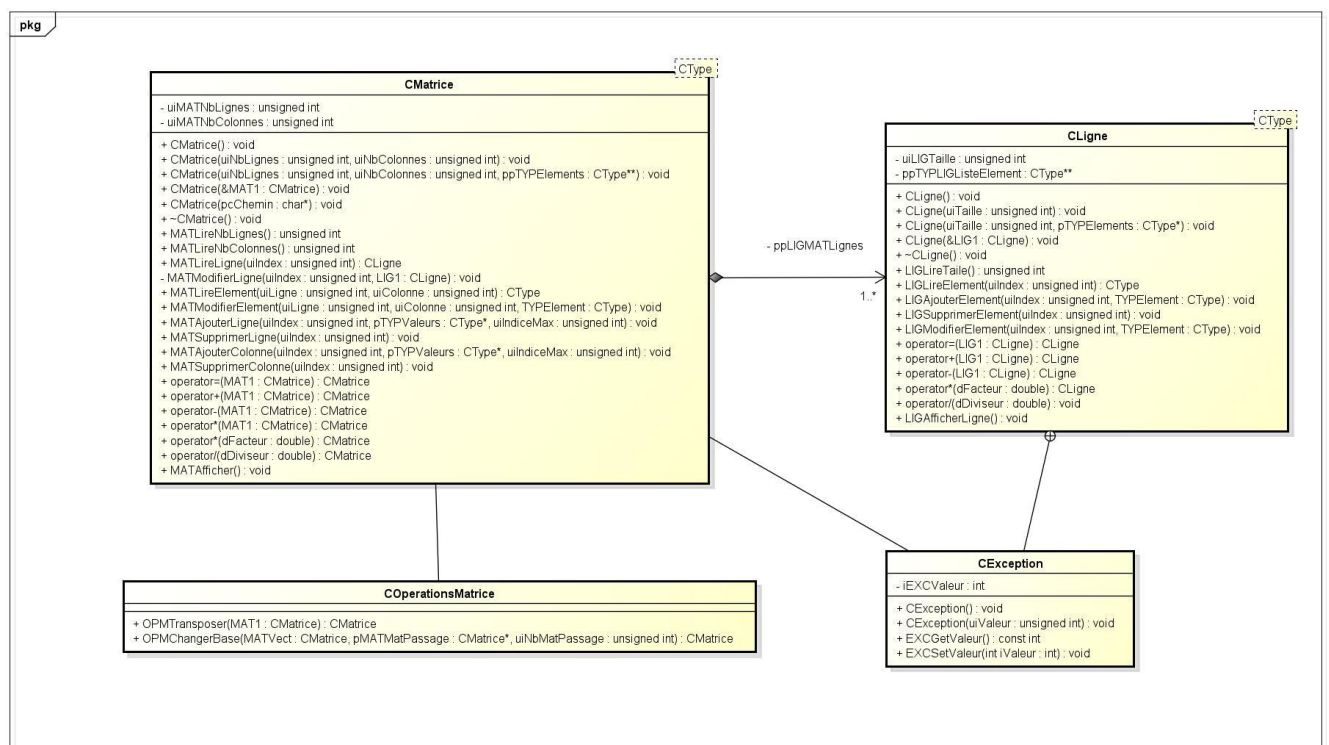 pkg
CType
CMatrice
- uiMATNbLignes : unsigned int
- uiMATNbColonnes : unsigned int
+ CMatrice() : void
+ CMatrice(uiNbLignes : unsigned int, uiNbColonnes : unsigned int) : void
+ CMatrice(uiNbLignes : unsigned int, uiNbColonnes : unsigned int, ppTYPElements : CType**) : void
+ CMatrice(&MAT1 : CMatrice) : void
+ CMatrice(pcChemin : char*) : void
+ ~CMatrice() : void
+ MATLireNbLignes() : unsigned int
+ MATLireNbColonnes() : unsigned int
+ MATLireLigne(uiIndex : unsigned int) : CLigne
- MATModifierLigne(uiIndex : unsigned int, LIG1 : CLigne) : void
+ MATLireElement(uiLigne : unsigned int, uiColonne : unsigned int) : CType
+ MATModifierElement(uiLigne : unsigned int, uiColonne : unsigned int, TYPElement : CType) : void
+ MATAjouterLigne(uiIndex : unsigned int, pTYPValeurs : CType*, uiIndiceMax : unsigned int) : void
+ MATSupprimerLigne(uiIndex : unsigned int) : void
+ MATAjouterColonne(uiIndex : unsigned int, pTYPValeurs : CType*, uiIndiceMax : unsigned int) : void
+ MATSupprimerColonne(uiIndex : unsigned int) : void
+ operator=(MAT1 : CMatrice) : CMatrice
+ operator+(MAT1 : CMatrice) : CMatrice
+ operator-(MAT1 : CMatrice) : CMatrice
+ operator*(MAT1 : CMatrice) : CMatrice
+ operator*(dFacteur : double) : CMatrice
+ operator/(dDiviseur : double) : CMatrice
+ MATAfficher() : void
- ppLIGMATLignes
1..*
CType
CLigne
- uiLIGTaille : unsigned int
- ppTYPLIGListeElement : CType**
+ CLigne() : void
+ CLigne(uiTaille : unsigned int) : void
+ CLigne(uiTaille : unsigned int, pTYPElements : CType*) : void
+ CLigne(&LIG1 : CLigne) : void
+ ~CLigne() : void
+ LIGLireTaile() : unsigned int
+ LIGLireElement(uiIndex : unsigned int) : CType
+ LIGAjouterElement(uiIndex : unsigned int, TYPElement : CType) : void
+ LIGSupprimerElement(uiIndex : unsigned int) : void
+ LIGModifierElement(uiIndex : unsigned int, TYPElement : CType) : void
+ operator=(LIG1 : CLigne) : CLigne
+ operator+(LIG1 : CLigne) : CLigne
+ operator-(LIG1 : CLigne) : CLigne
+ operator*(dFacteur : double) : CLigne
+ operator/(dDiviseur : double) : void
+ LIGAfficherLigne() : void
COperationsMatrice
+ OPMTransposer(MAT1 : CMatrice) : CMatrice
+ OPMChangerBase(MATVect : CMatrice, pMATMatPassage : CMatrice*, uiNbMatPassage : unsigned int) : CMatrice
CException
- iEXCValeur : int
+ CException() : void
+ CException(uiValeur : unsigned int) : void
+ EXCGetValeur() : const int
+ EXCSetValeur(int iValeur : int) : void